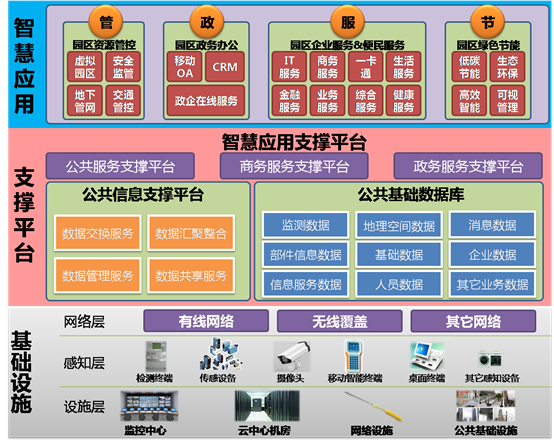 智慧应用
管
政
服
节
园区资源管控
园区政务办公
园区企业服务&便民服务
园区绿色节能
虚拟园区
安全监管
移动OA
CRM
IT服务
商务服务
一卡通
生活服务
低碳节能
生态环保
地下管网
交通管控
政企在线服务
金融服务
业务服务
综合服务
健康服务
高效智能
可视管理
支撑平台
智慧应用支撑平台
公共服务支撑平台
商务服务支撑平台
政务服务支撑平台
公共信息支撑平台
数据交换服务
数据汇聚整合
数据管理服务
数据共享服务
公共基础数据库
监测数据
地理空间数据
消息数据
部件信息数据
基础数据
企业数据
信息服务数据
人员数据
其它业务数据
基础设施
网络层
有线网络
无线覆盖
其它网络
感知层
检测终端
传感设备
摄像头
移动智能终端
桌面终端
其它感知设备
设施层
监控中心
云中心机房
网络设施
公共基础设施